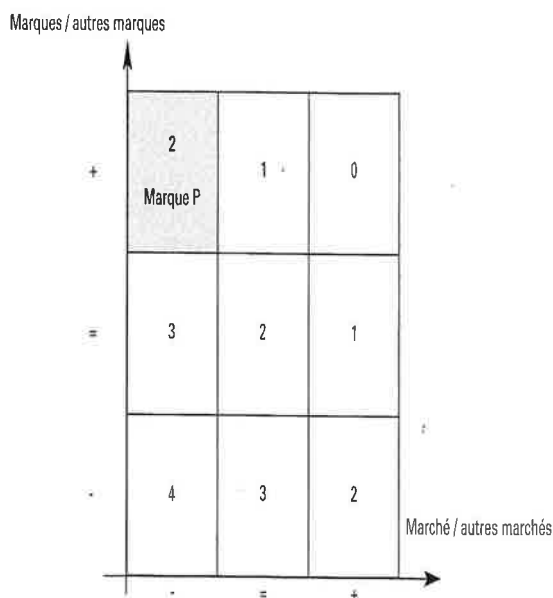 Marques / autres marques
+ 2 1 0
Marque P
= 3 2 1
- 4 3 2
Marché / autres marchés
- = +